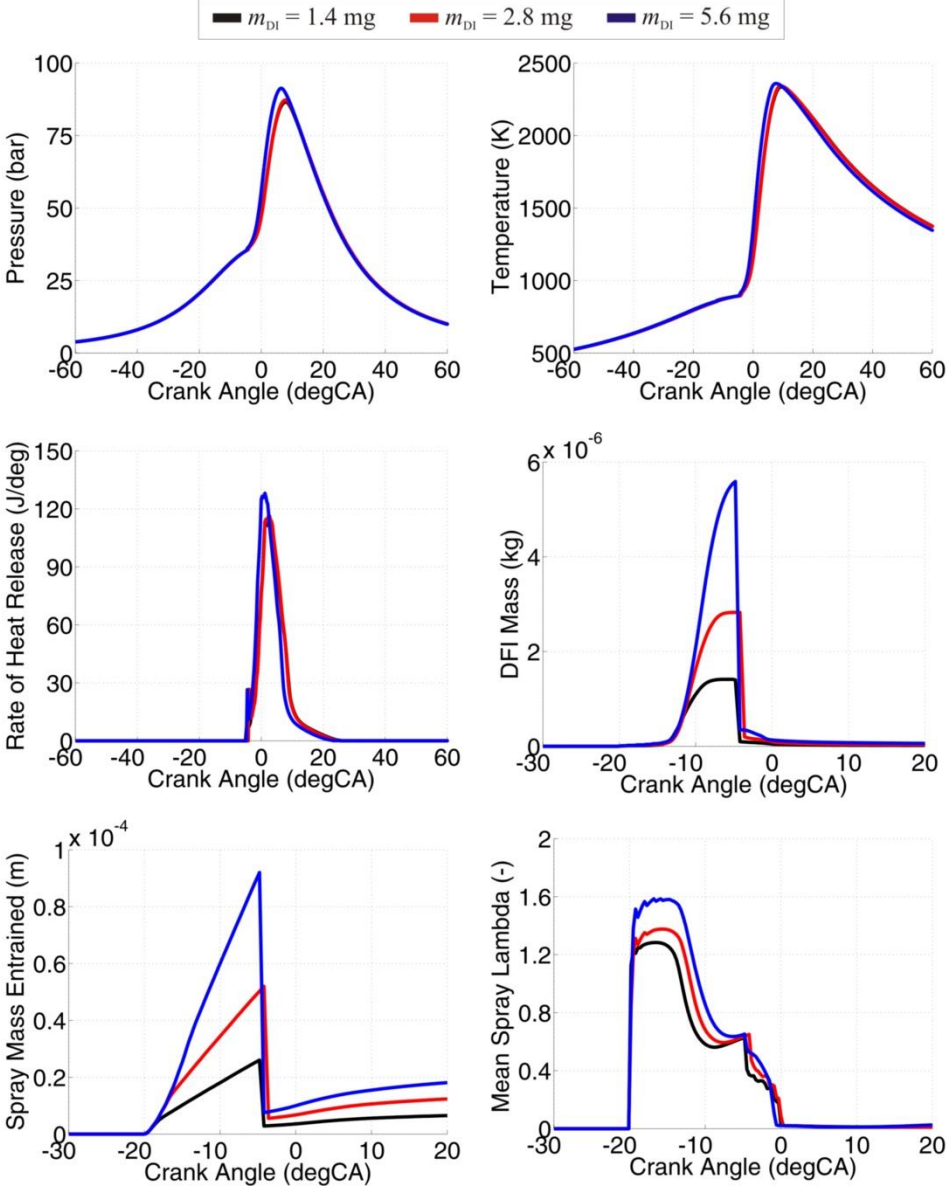 m_DI = 1.4 mg m_DI = 2.8 mg m_DI = 5.6 mg
100
75
50
25
0
-60 -40 -20 0 20 40 60
Pressure (bar)
Crank Angle (degCA)
2500
2000
1500
1000
500
-60 -40 -20 0 20 40 60
Temperature (K)
Crank Angle (degCA)
150
120
90
60
30
0
-60 -40 -20 0 20 40 60
Rate of Heat Release (J/deg)
Crank Angle (degCA)
x 10^-6
6
4
2
0
-30 -20 -10 0 10 20
DFI Mass (kg)
Crank Angle (degCA)
x 10^-4
1
0.8
0.6
0.4
0.2
0
-30 -20 -10 0 10 20
Spray Mass Entrained (m)
Crank Angle (degCA)
2
1.6
1.2
0.8
0.4
0
-30 -20 -10 0 10 20
Mean Spray Lambda (-)
Crank Angle (degCA)